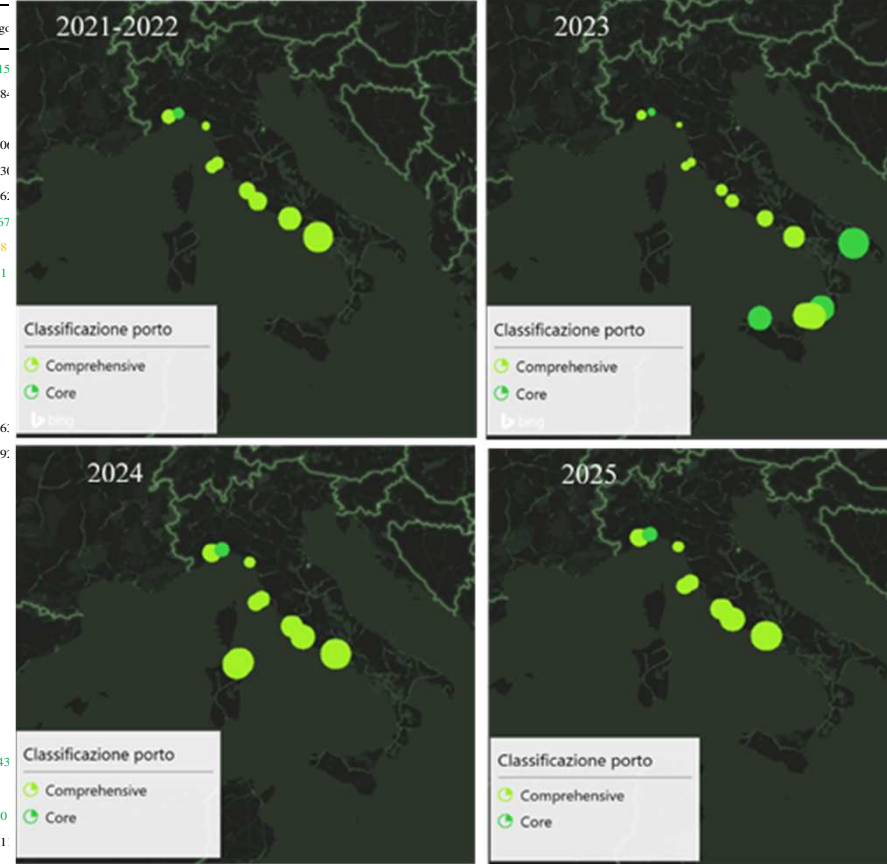 2021-2022
Classificazione porto
Comprehensive
Core
bing
2023
Classificazione porto
Comprehensive
Core
bing
2024
Classificazione porto
Comprehensive
Core
2025
Classificazione porto
Comprehensive
Core